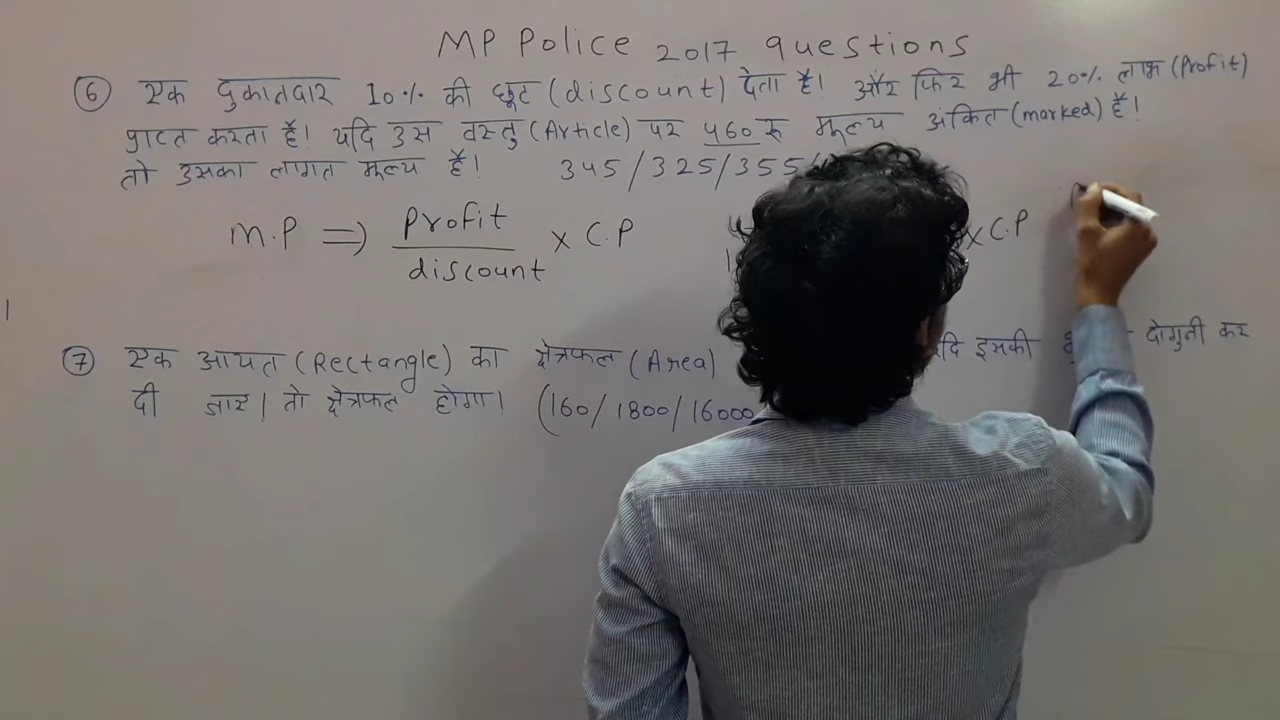 MP Police 2017 questions
⑥ एक दुकानदार 10% की छूट (discount) देता है। और फिर भी 20% लाभ (Profit)
प्राप्त करता है। यदि उस वस्तु (Article) पर 460 रू मूल्य अंकित (marked) है।
तो उसका लागत मूल्य है। 345/325/355
M.P ⇒ Profit × C.P
discount
× C.P
⑦ एक आयत (Rectangle) का क्षेत्रफल (Area) इसकी दोगुनी कर
दी जाए। तो क्षेत्रफल होगा। (160/1800/16000